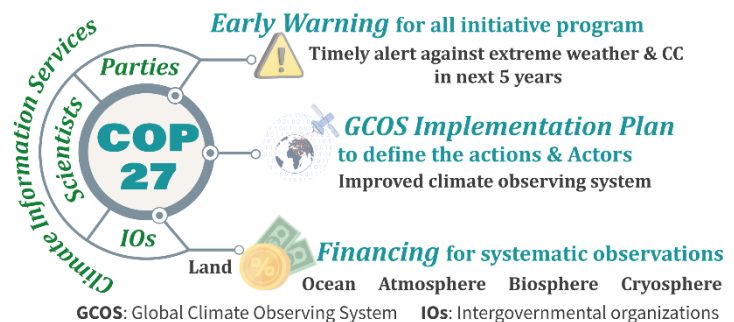 Climate Information Services
Parties
Scientists
IOs
COP
27
Early Warning for all initiative program
Timely alert against extreme weather & CC
in next 5 years
GCOS Implementation Plan
to define the actions & Actors
Improved climate observing system
Financing for systematic observations
Land Ocean Atmosphere Biosphere Cryosphere
GCOS: Global Climate Observing System IOs: Intergovernmental organizations